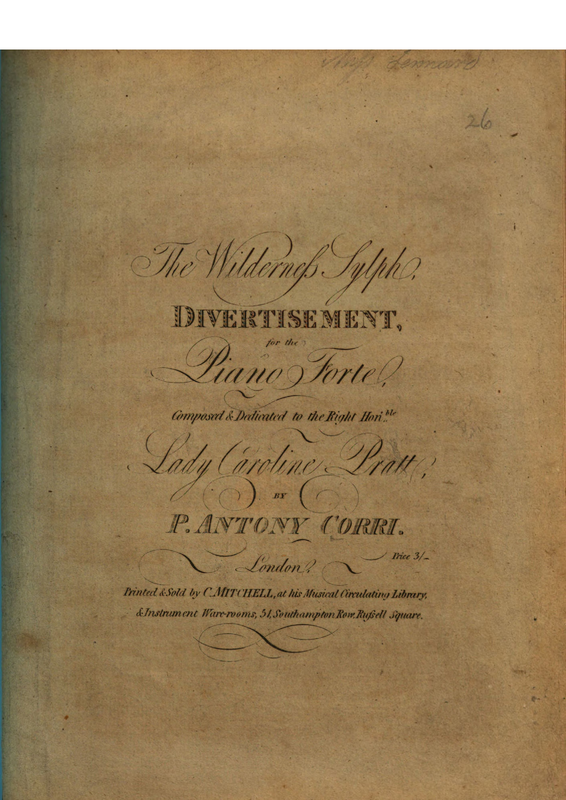 26
The Wilderneſs Sylph,
DIVERTISEMENT,
for the
Piano Forte,
Composed & Dedicated to the Right Hon.ble
Lady Caroline Pratt,
BY
P. ANTONY CORRI.
Price 3/-
London.
Printed & Sold by C. MITCHELL, at his Musical Circulating Library,
& Instrument Ware-rooms, 51, Southampton Row, Ruſsell Square.